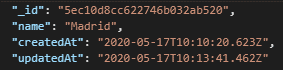 "_id": "5ec10d8cc622746b032ab520",
"name": "Madrid",
"createdAt": "2020-05-17T10:10:20.623Z",
"updatedAt": "2020-05-17T10:13:41.462Z"